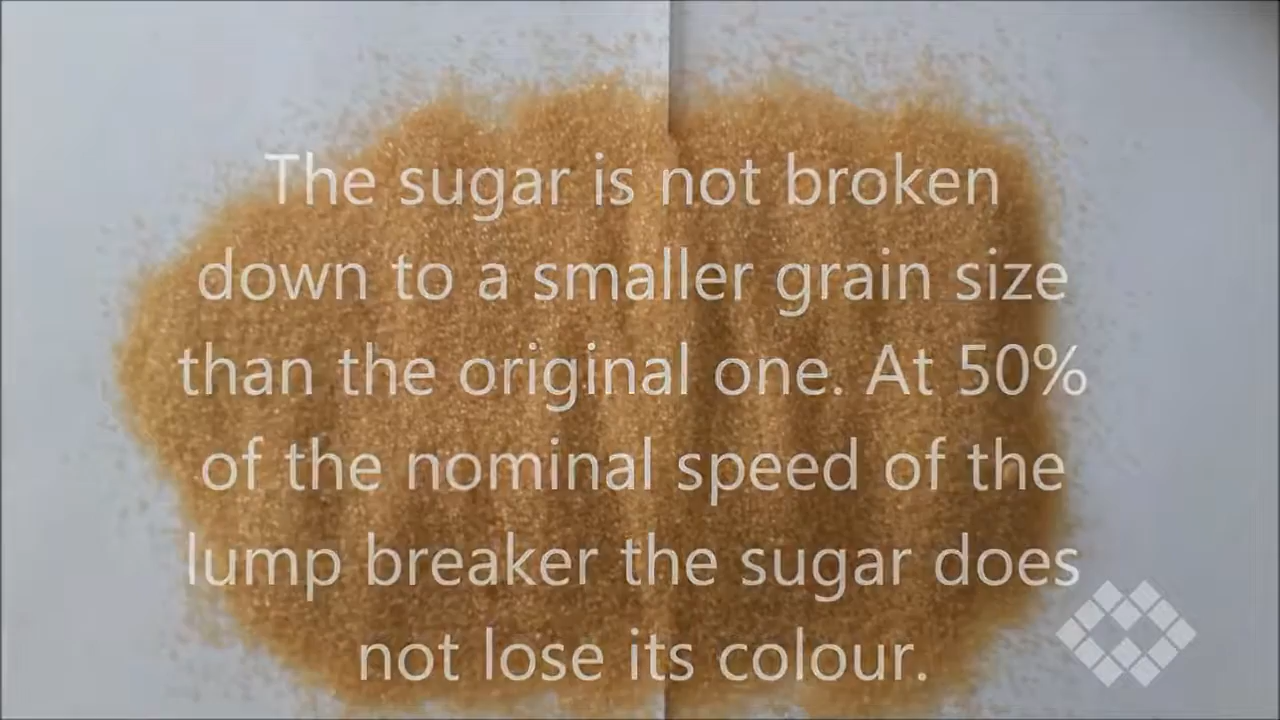 The sugar is not broken
down to a smaller grain size
than the original one. At 50%
of the nominal speed of the
lump breaker the sugar does
not lose its colour.